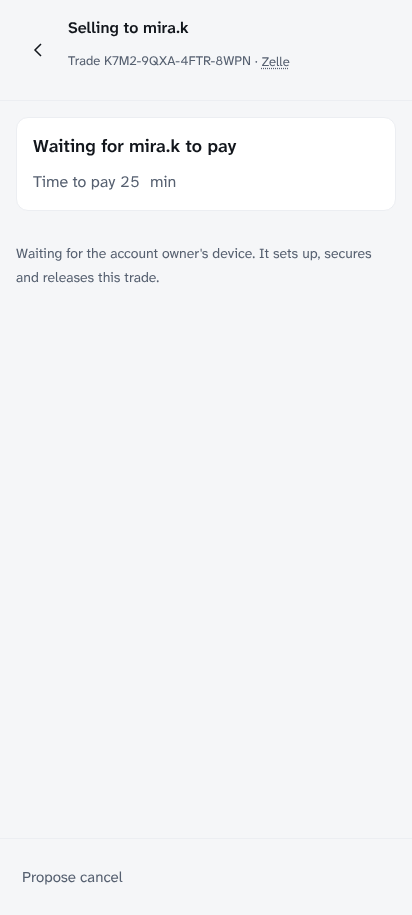 Selling to mira.k
Trade K7M2-9QXA-4FTR-8WPN · Zelle
Waiting for mira.k to pay
Time to pay 25 min
Waiting for the account owner's device. It sets up, secures
and releases this trade.
Propose cancel